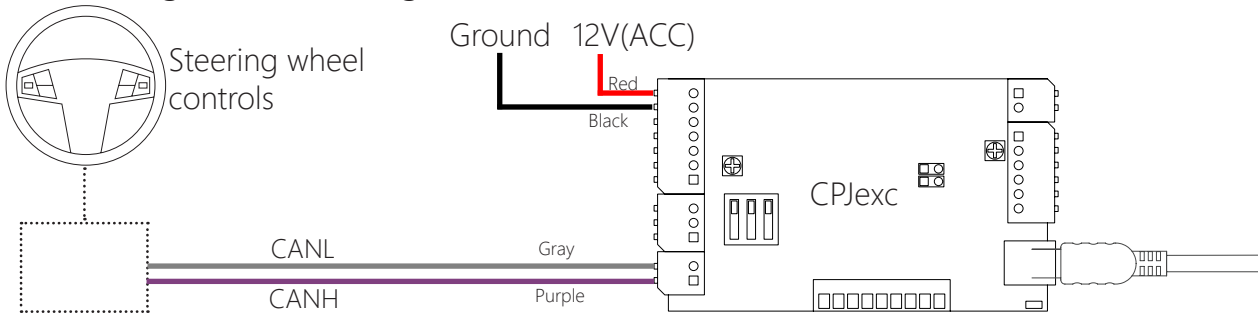 Ground 12V(ACC)
Steering wheel
controls
Red
Black
CPJexc
CANL
Gray
CANH
Purple